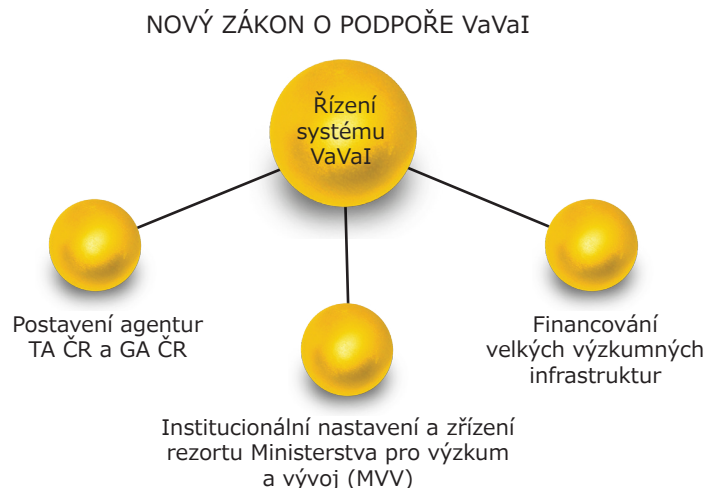 NOVÝ ZÁKON O PODPOŘE VaVaI
Řízení
systému
VaVaI
Postavení agentur
TA ČR a GA ČR
Financování
velkých výzkumných
infrastruktur
Institucionální nastavení a zřízení
rezortu Ministerstva pro výzkum
a vývoj (MVV)